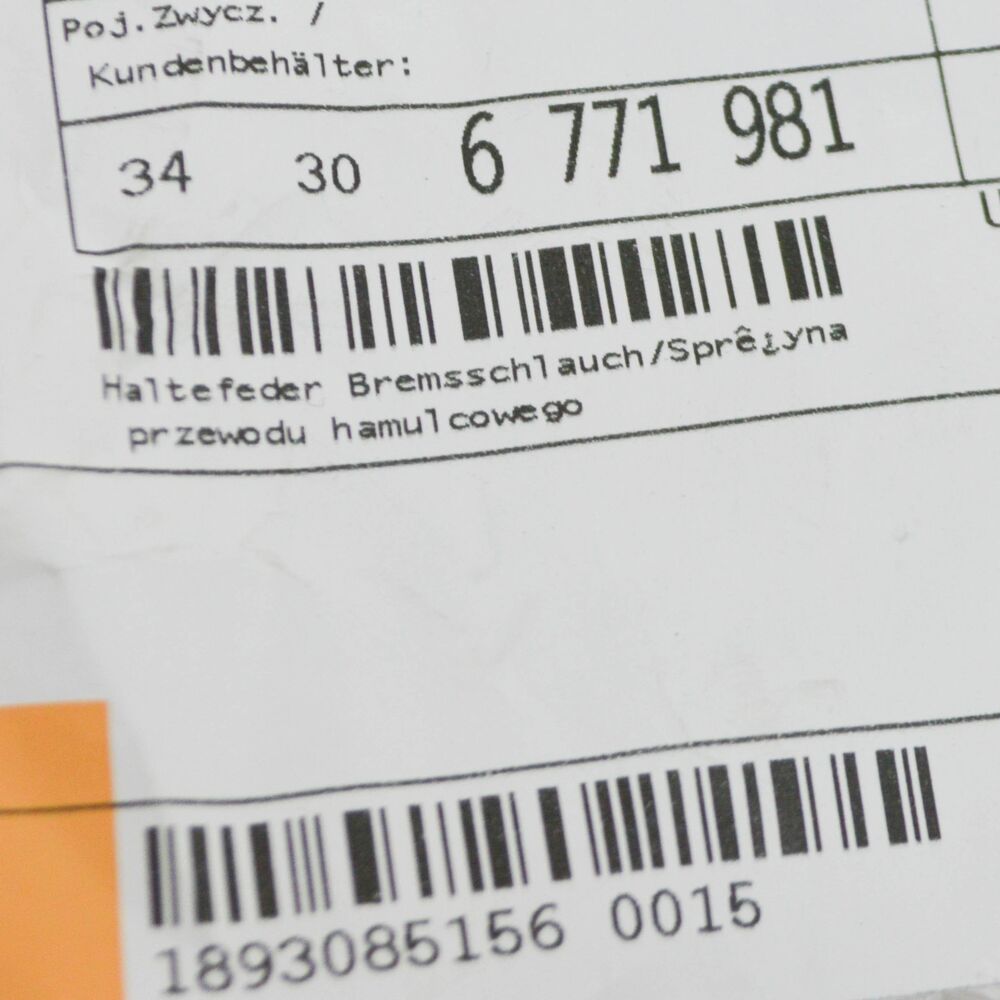 Poj.Zwycz. /
Kundenbehälter:
34 30 6 771 981
Haltefeder Bremsschlauch/Sprê¿yna
przewodu hamulcowego
1893085156 0015